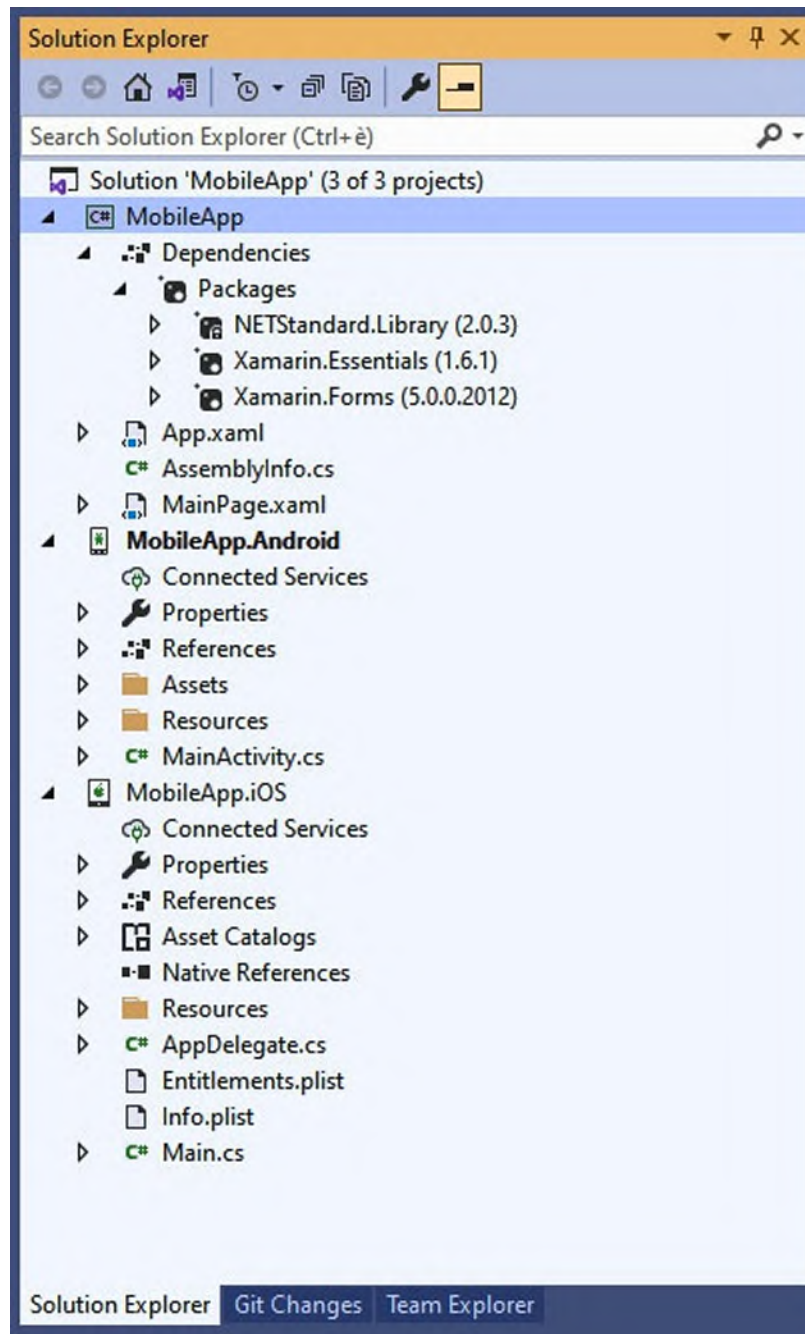 Solution Explorer
Search Solution Explorer (Ctrl+è)
Solution 'MobileApp' (3 of 3 projects)
C# MobileApp
Dependencies
Packages
NETStandard.Library (2.0.3)
Xamarin.Essentials (1.6.1)
Xamarin.Forms (5.0.0.2012)
App.xaml
C# AssemblyInfo.cs
MainPage.xaml
MobileApp.Android
Connected Services
Properties
References
Assets
Resources
C# MainActivity.cs
MobileApp.iOS
Connected Services
Properties
References
Asset Catalogs
Native References
Resources
C# AppDelegate.cs
Entitlements.plist
Info.plist
C# Main.cs
Solution Explorer Git Changes Team Explorer